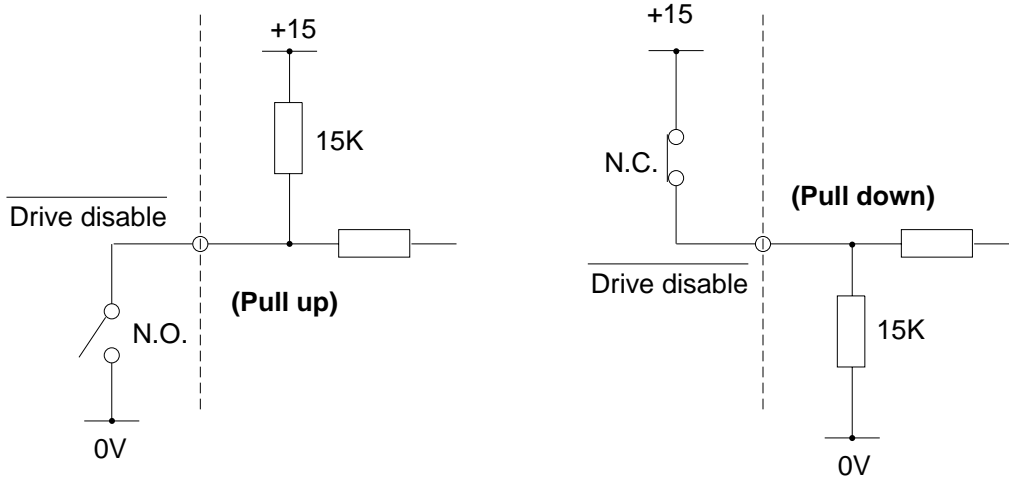 +15
15K
Drive disable
(Pull up)
N.O.
0V
+15
N.C.
(Pull down)
Drive disable
15K
0V